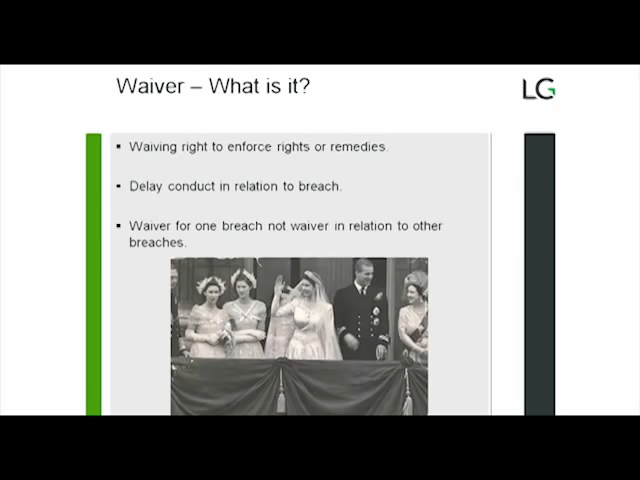 Waiver – What is it?
LG
▪ Waiving right to enforce rights or remedies.
▪ Delay conduct in relation to breach.
▪ Waiver for one breach not waiver in relation to other
breaches.